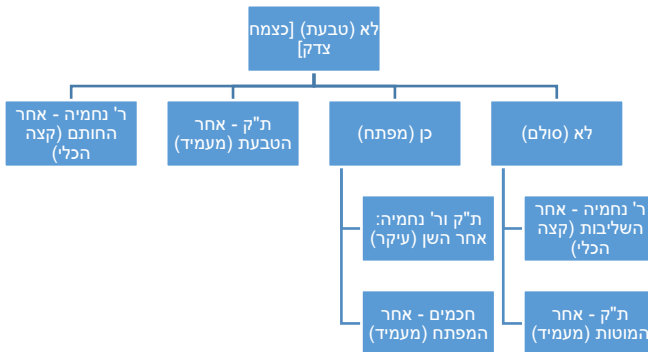 לא (טבעת) [כצמח
צדק]
לא (סולם)
כן (מפתח)
ת"ק - אחר
הטבעת (מעמיד)
ר' נחמיה - אחר
החותם (קצה
הכלי)
ר' נחמיה - אחר
השליבות (קצה
הכלי)
ת"ק - אחר
המוטות (מעמיד)
ת"ק ור' נחמיה:
אחר השן (עיקר)
חכמים - אחר
המפתח (מעמיד)